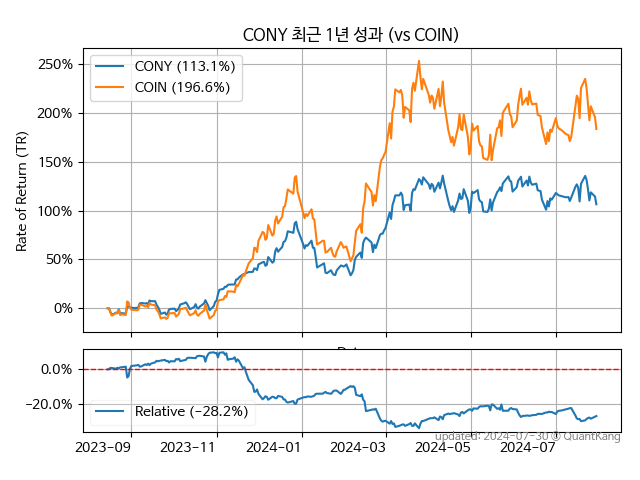 CONY 최근 1년 성과 (vs COIN)
CONY (113.1%)
COIN (196.6%)
Rate of Return (TR)
250%
200%
150%
100%
50%
0%
0.0%
−20.0%
Relative (−28.2%)
2023-09
2023-11
2024-01
2024-03
2024-05
2024-07
updated: 2024-07-30 © QuantKang